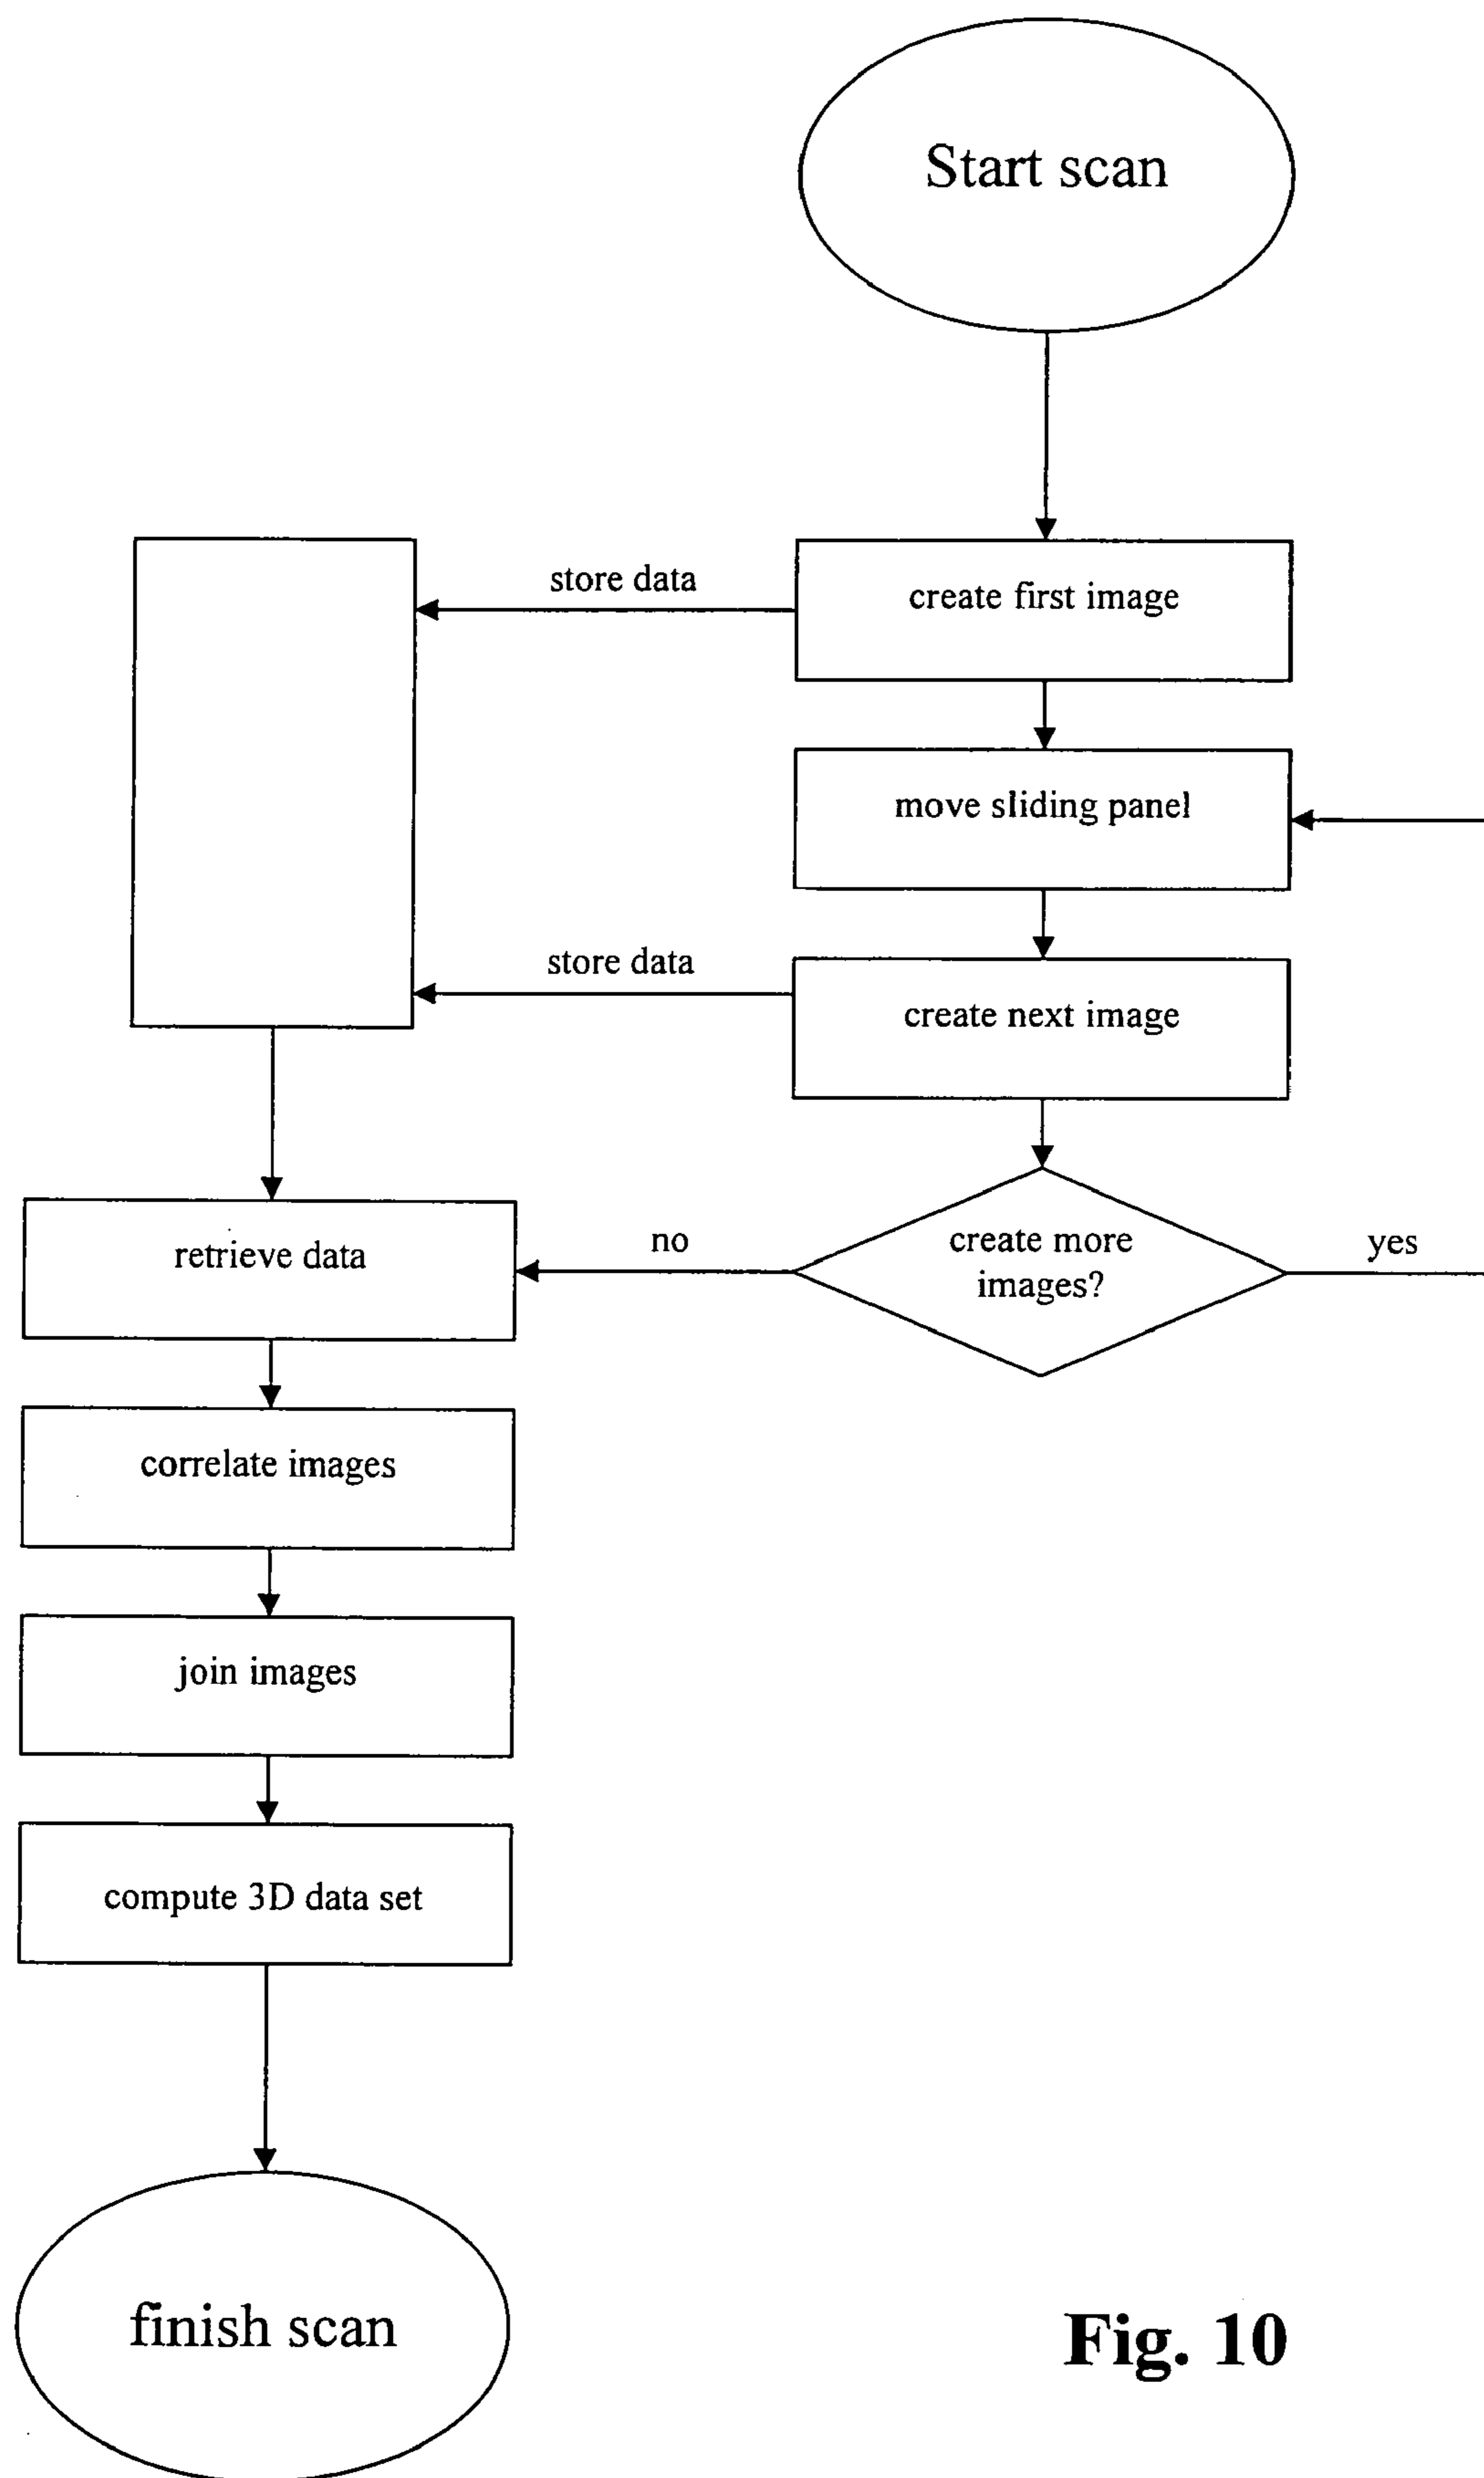 Start scan
store data
create first image
move sliding panel
store data
create next image
retrieve data
no
create more
images?
yes
correlate images
join images
compute 3D data set
finish scan
Fig. 10